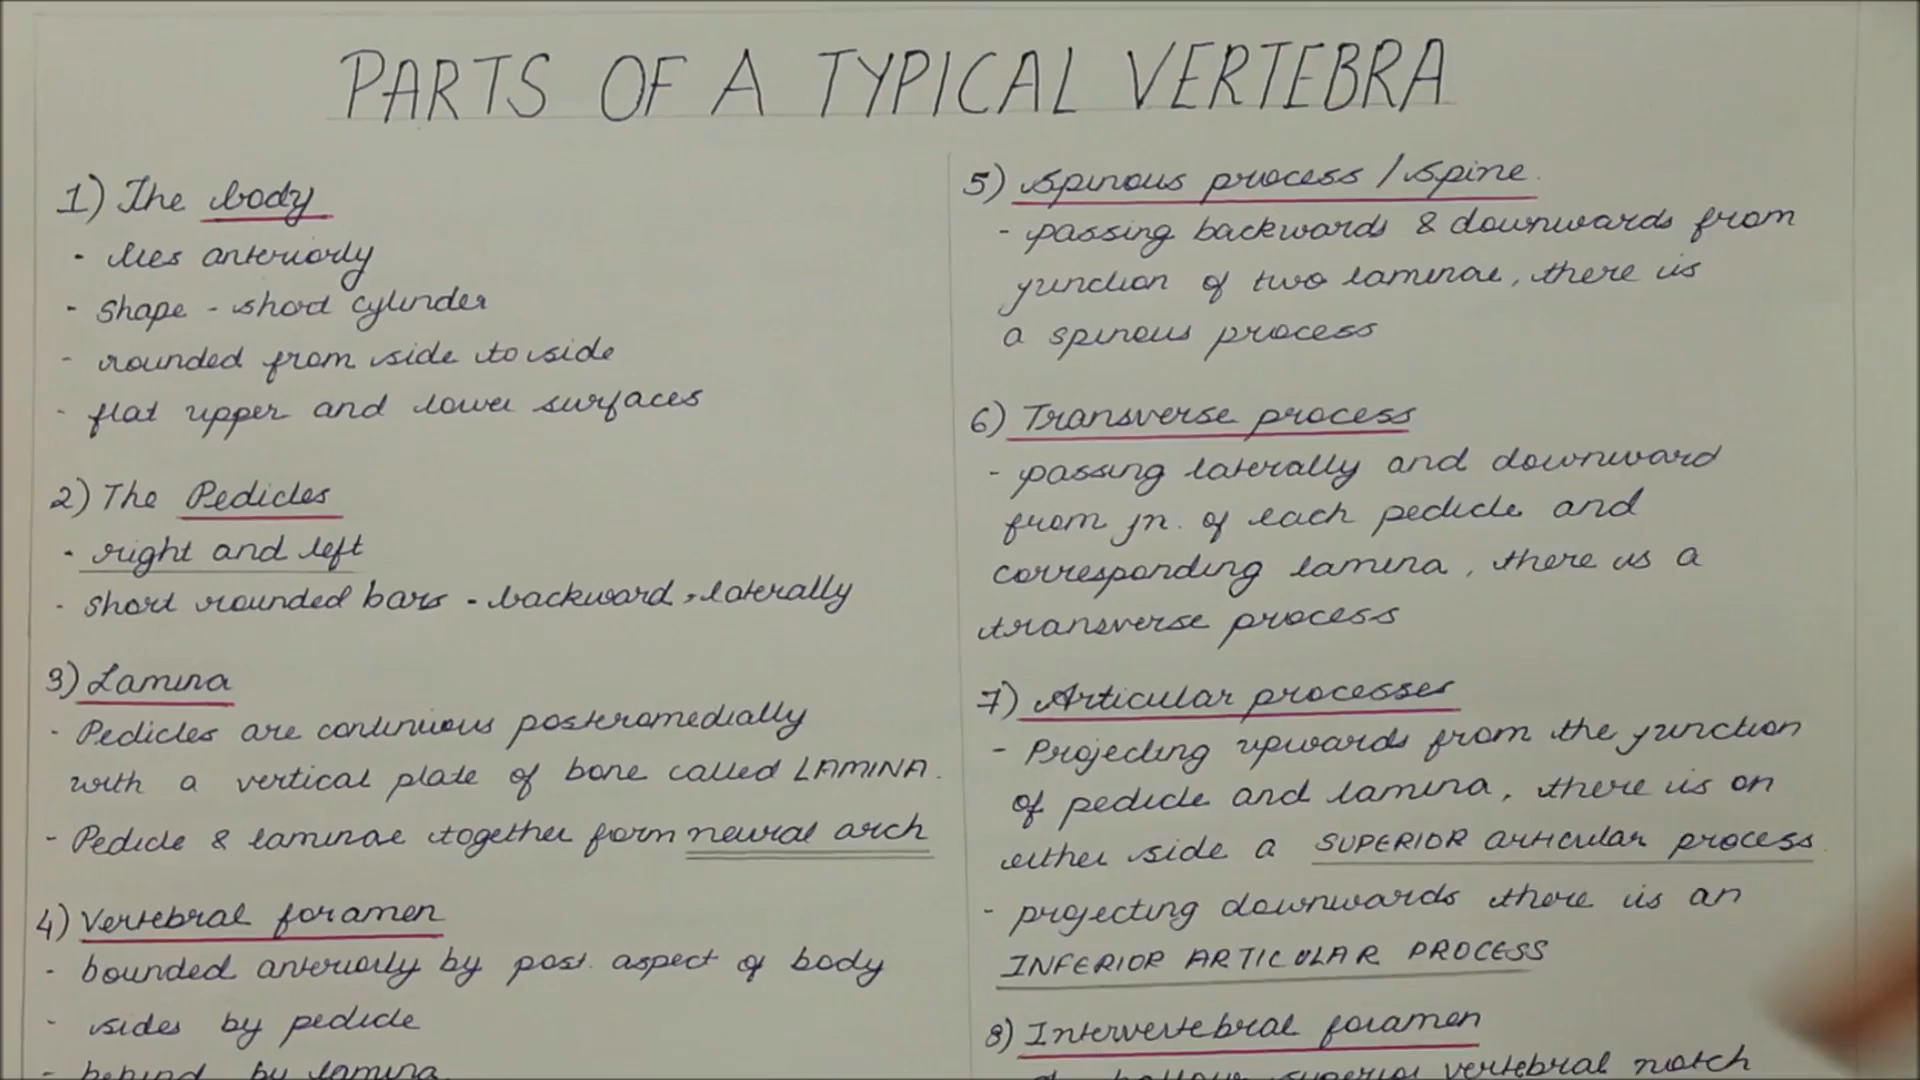 PARTS OF A TYPICAL VERTEBRA
1) The body
- lies anteriorly
- Shape - short cylinder
- rounded from side to side
- flat upper and lower surfaces
2) The Pedicles
- right and left
- short rounded bars - backward, laterally
3) Lamina
- Pedicles are continuous posteromedially
with a vertical plate of bone called LAMINA.
- Pedicle & laminae together form neural arch
4) Vertebral foramen
- bounded anteriorly by post. aspect of body
- sides by pedicle
- behind by lamina
5) Spinous process / Spine.
- passing backwards & downwards from
junction of two laminae, there is
a spinous process
6) Transverse process
- passing laterally and downward
from jn. of each pedicle and
corresponding lamina, there is a
transverse process
7) Articular processes
- Projecting upwards from the junction
of pedicle and lamina, there is on
either side a SUPERIOR articular process.
- projecting downwards there is an
INFERIOR ARTICULAR PROCESS
8) Intervertebral foramen
superior vertebral notch